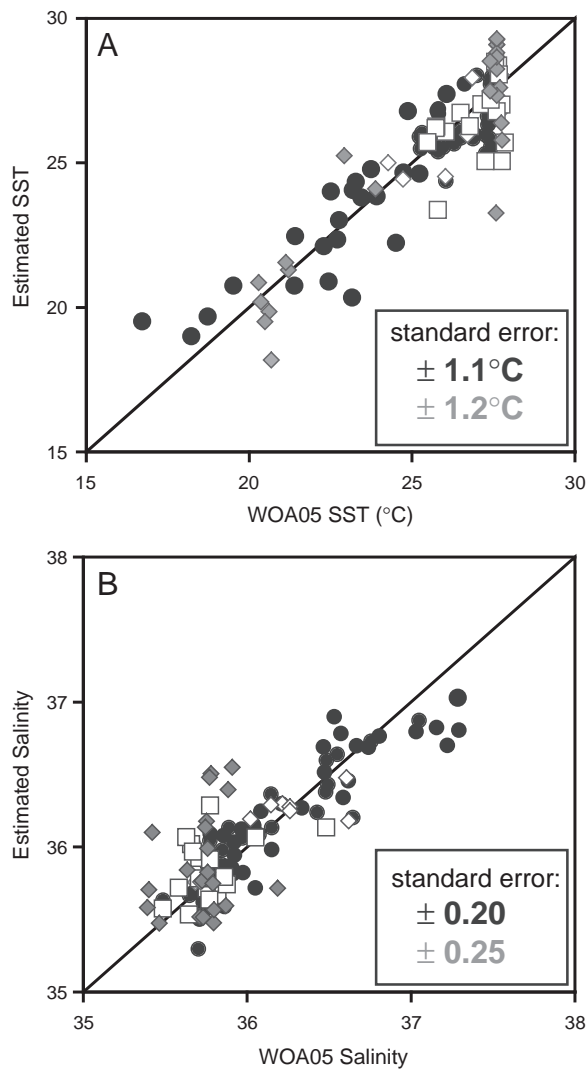 A
30
25
20
15
Estimated SST
standard error:
± 1.1°C
± 1.2°C
15 20 25 30
WOA05 SST (°C)
B
38
37
36
35
Estimated Salinity
standard error:
± 0.20
± 0.25
35 36 37 38
WOA05 Salinity